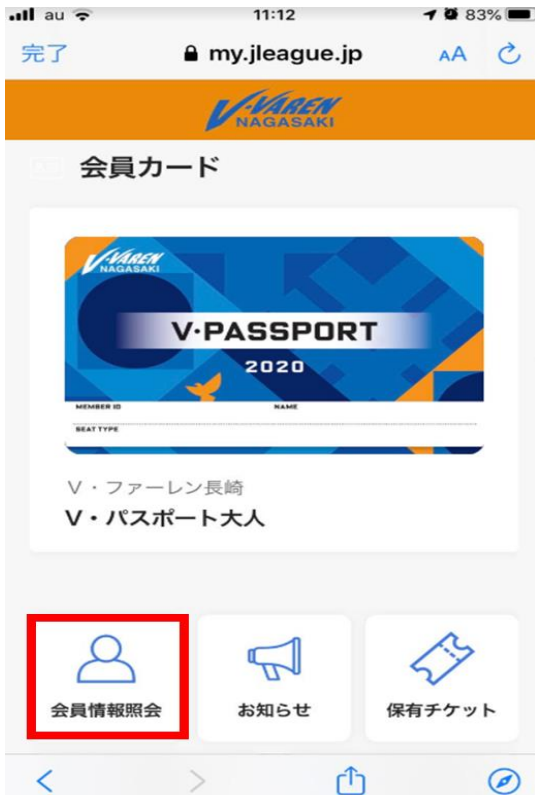 au 11:12 83%
完了 my.jleague.jp AA
V·VAREN
NAGASAKI
会員カード
V·VAREN
NAGASAKI
V·PASSPORT
2020
MEMBER ID NAME
SEAT TYPE
V・ファーレン長崎
V・パスポート大人
会員情報照会 お知らせ 保有チケット